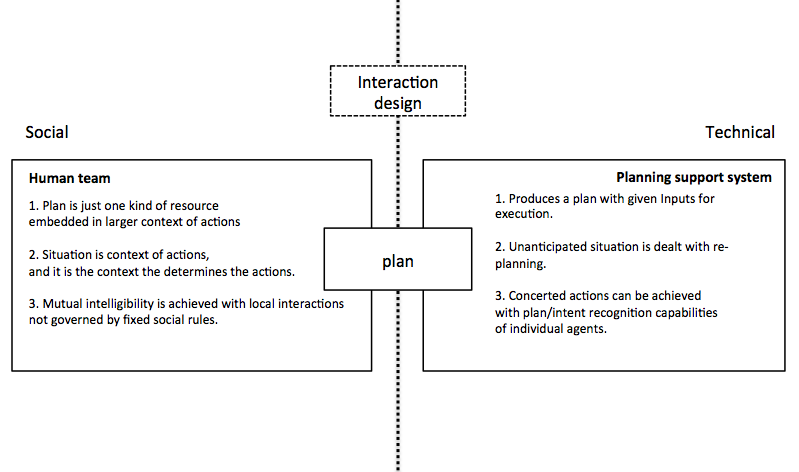 Interaction
design
Social
Technical
Human team
1. Plan is just one kind of resource
embedded in larger context of actions
2. Situation is context of actions,
and it is the context the determines the actions.
3. Mutual intelligibility is achieved with local interactions
not governed by fixed social rules.
plan
Planning support system
1. Produces a plan with given Inputs for
execution.
2. Unanticipated situation is dealt with re-
planning.
3. Concerted actions can be achieved
with plan/intent recognition capabilities
of individual agents.